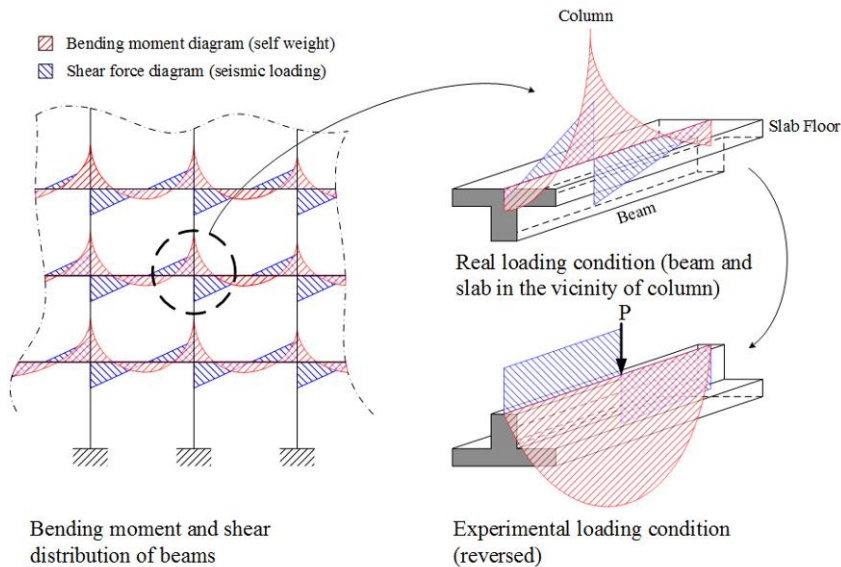 Bending moment diagram (self weight)
Shear force diagram (seismic loading)
Column
Slab Floor
Beam
Real loading condition (beam and
slab in the vicinity of column)
P
Bending moment and shear
distribution of beams
Experimental loading condition
(reversed)